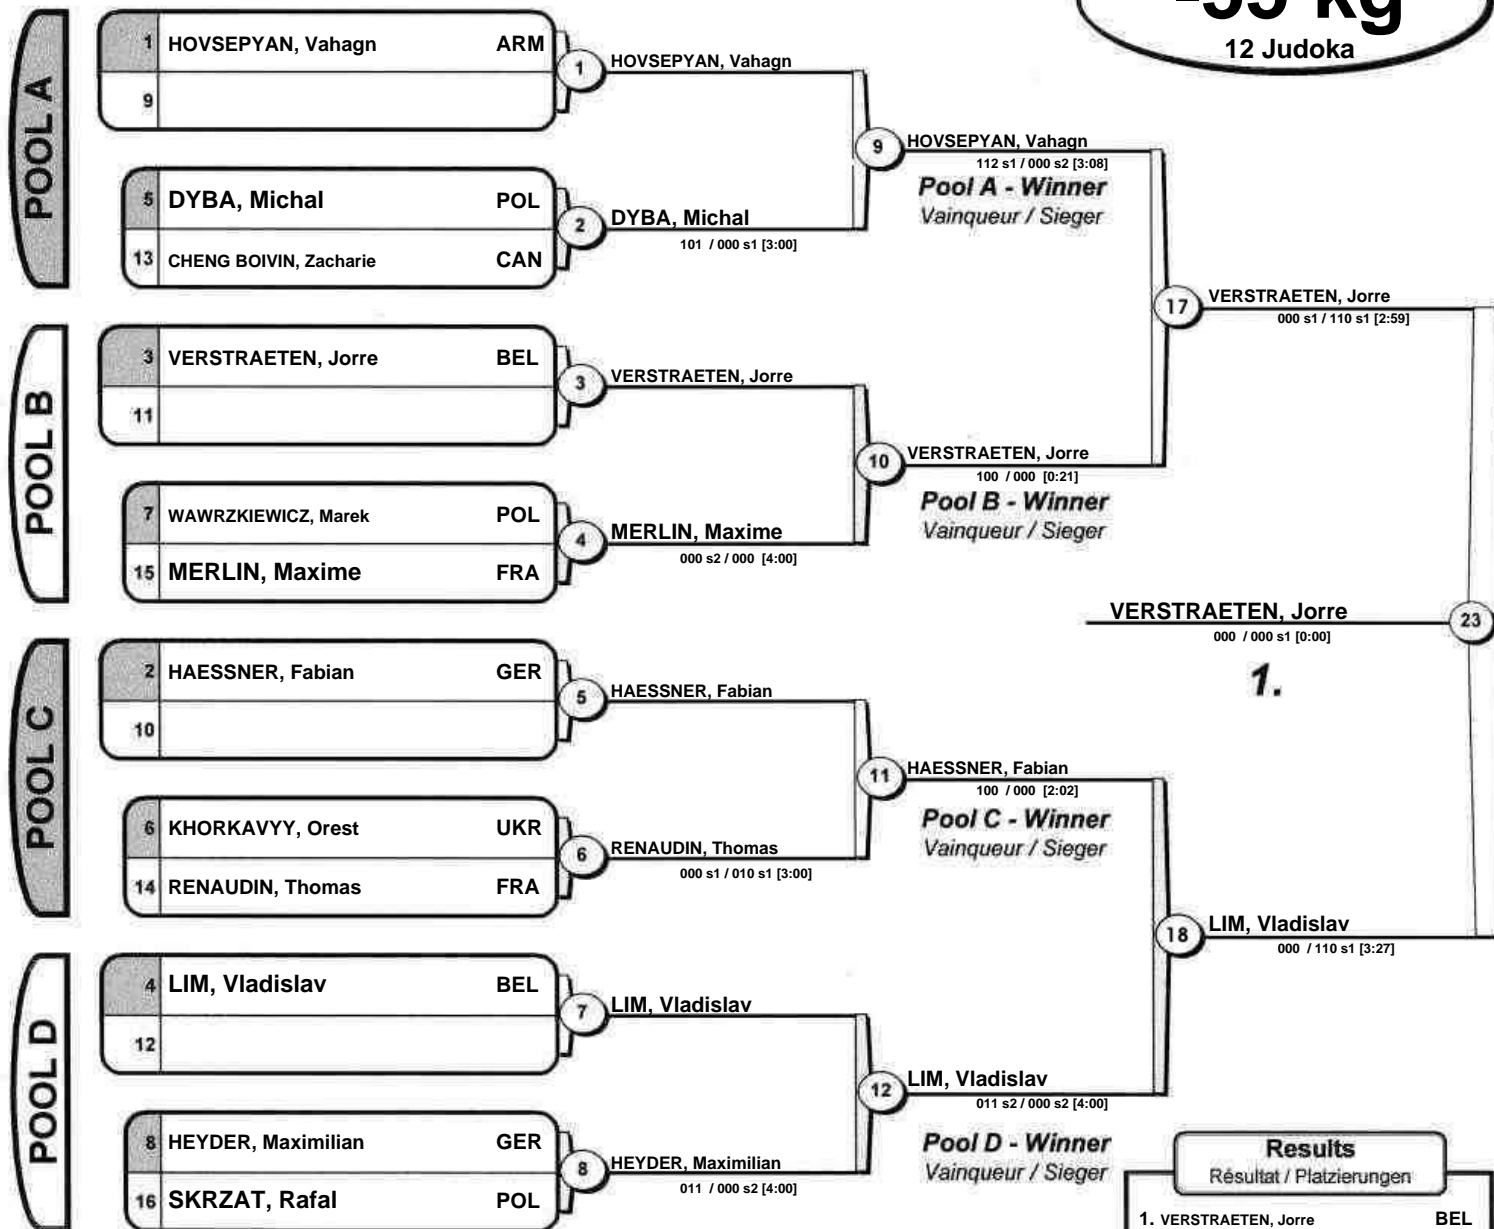 -55 kg
12 Judoka
POOL A
1 HOVSEPYAN, Vahagn ARM
9
1 HOVSEPYAN, Vahagn
5 DYBA, Michal POL
13 CHENG BOIVIN, Zacharie CAN
2 DYBA, Michal
101 / 000 s1 [3:00]
9 HOVSEPYAN, Vahagn
112 s1 / 000 s2 [3:08]
Pool A - Winner
Vainqueur / Sieger
POOL B
3 VERSTRAETEN, Jorre BEL
11
3 VERSTRAETEN, Jorre
7 WAWRZKIEWICZ, Marek POL
15 MERLIN, Maxime FRA
4 MERLIN, Maxime
000 s2 / 000 [4:00]
10 VERSTRAETEN, Jorre
100 / 000 [0:21]
Pool B - Winner
Vainqueur / Sieger
17 VERSTRAETEN, Jorre
000 s1 / 110 s1 [2:59]
VERSTRAETEN, Jorre 23
000 / 000 s1 [0:00]
1.
POOL C
2 HAESSNER, Fabian GER
10
5 HAESSNER, Fabian
6 KHORKAVYY, Orest UKR
14 RENAUDIN, Thomas FRA
6 RENAUDIN, Thomas
000 s1 / 010 s1 [3:00]
11 HAESSNER, Fabian
100 / 000 [2:02]
Pool C - Winner
Vainqueur / Sieger
18 LIM, Vladislav
000 / 110 s1 [3:27]
POOL D
4 LIM, Vladislav BEL
12
7 LIM, Vladislav
8 HEYDER, Maximilian GER
16 SKRZAT, Rafal POL
8 HEYDER, Maximilian
011 / 000 s2 [4:00]
12 LIM, Vladislav
011 s2 / 000 s2 [4:00]
Pool D - Winner
Vainqueur / Sieger
Results
Résultat / Platzierungen
1. VERSTRAETEN, Jorre BEL